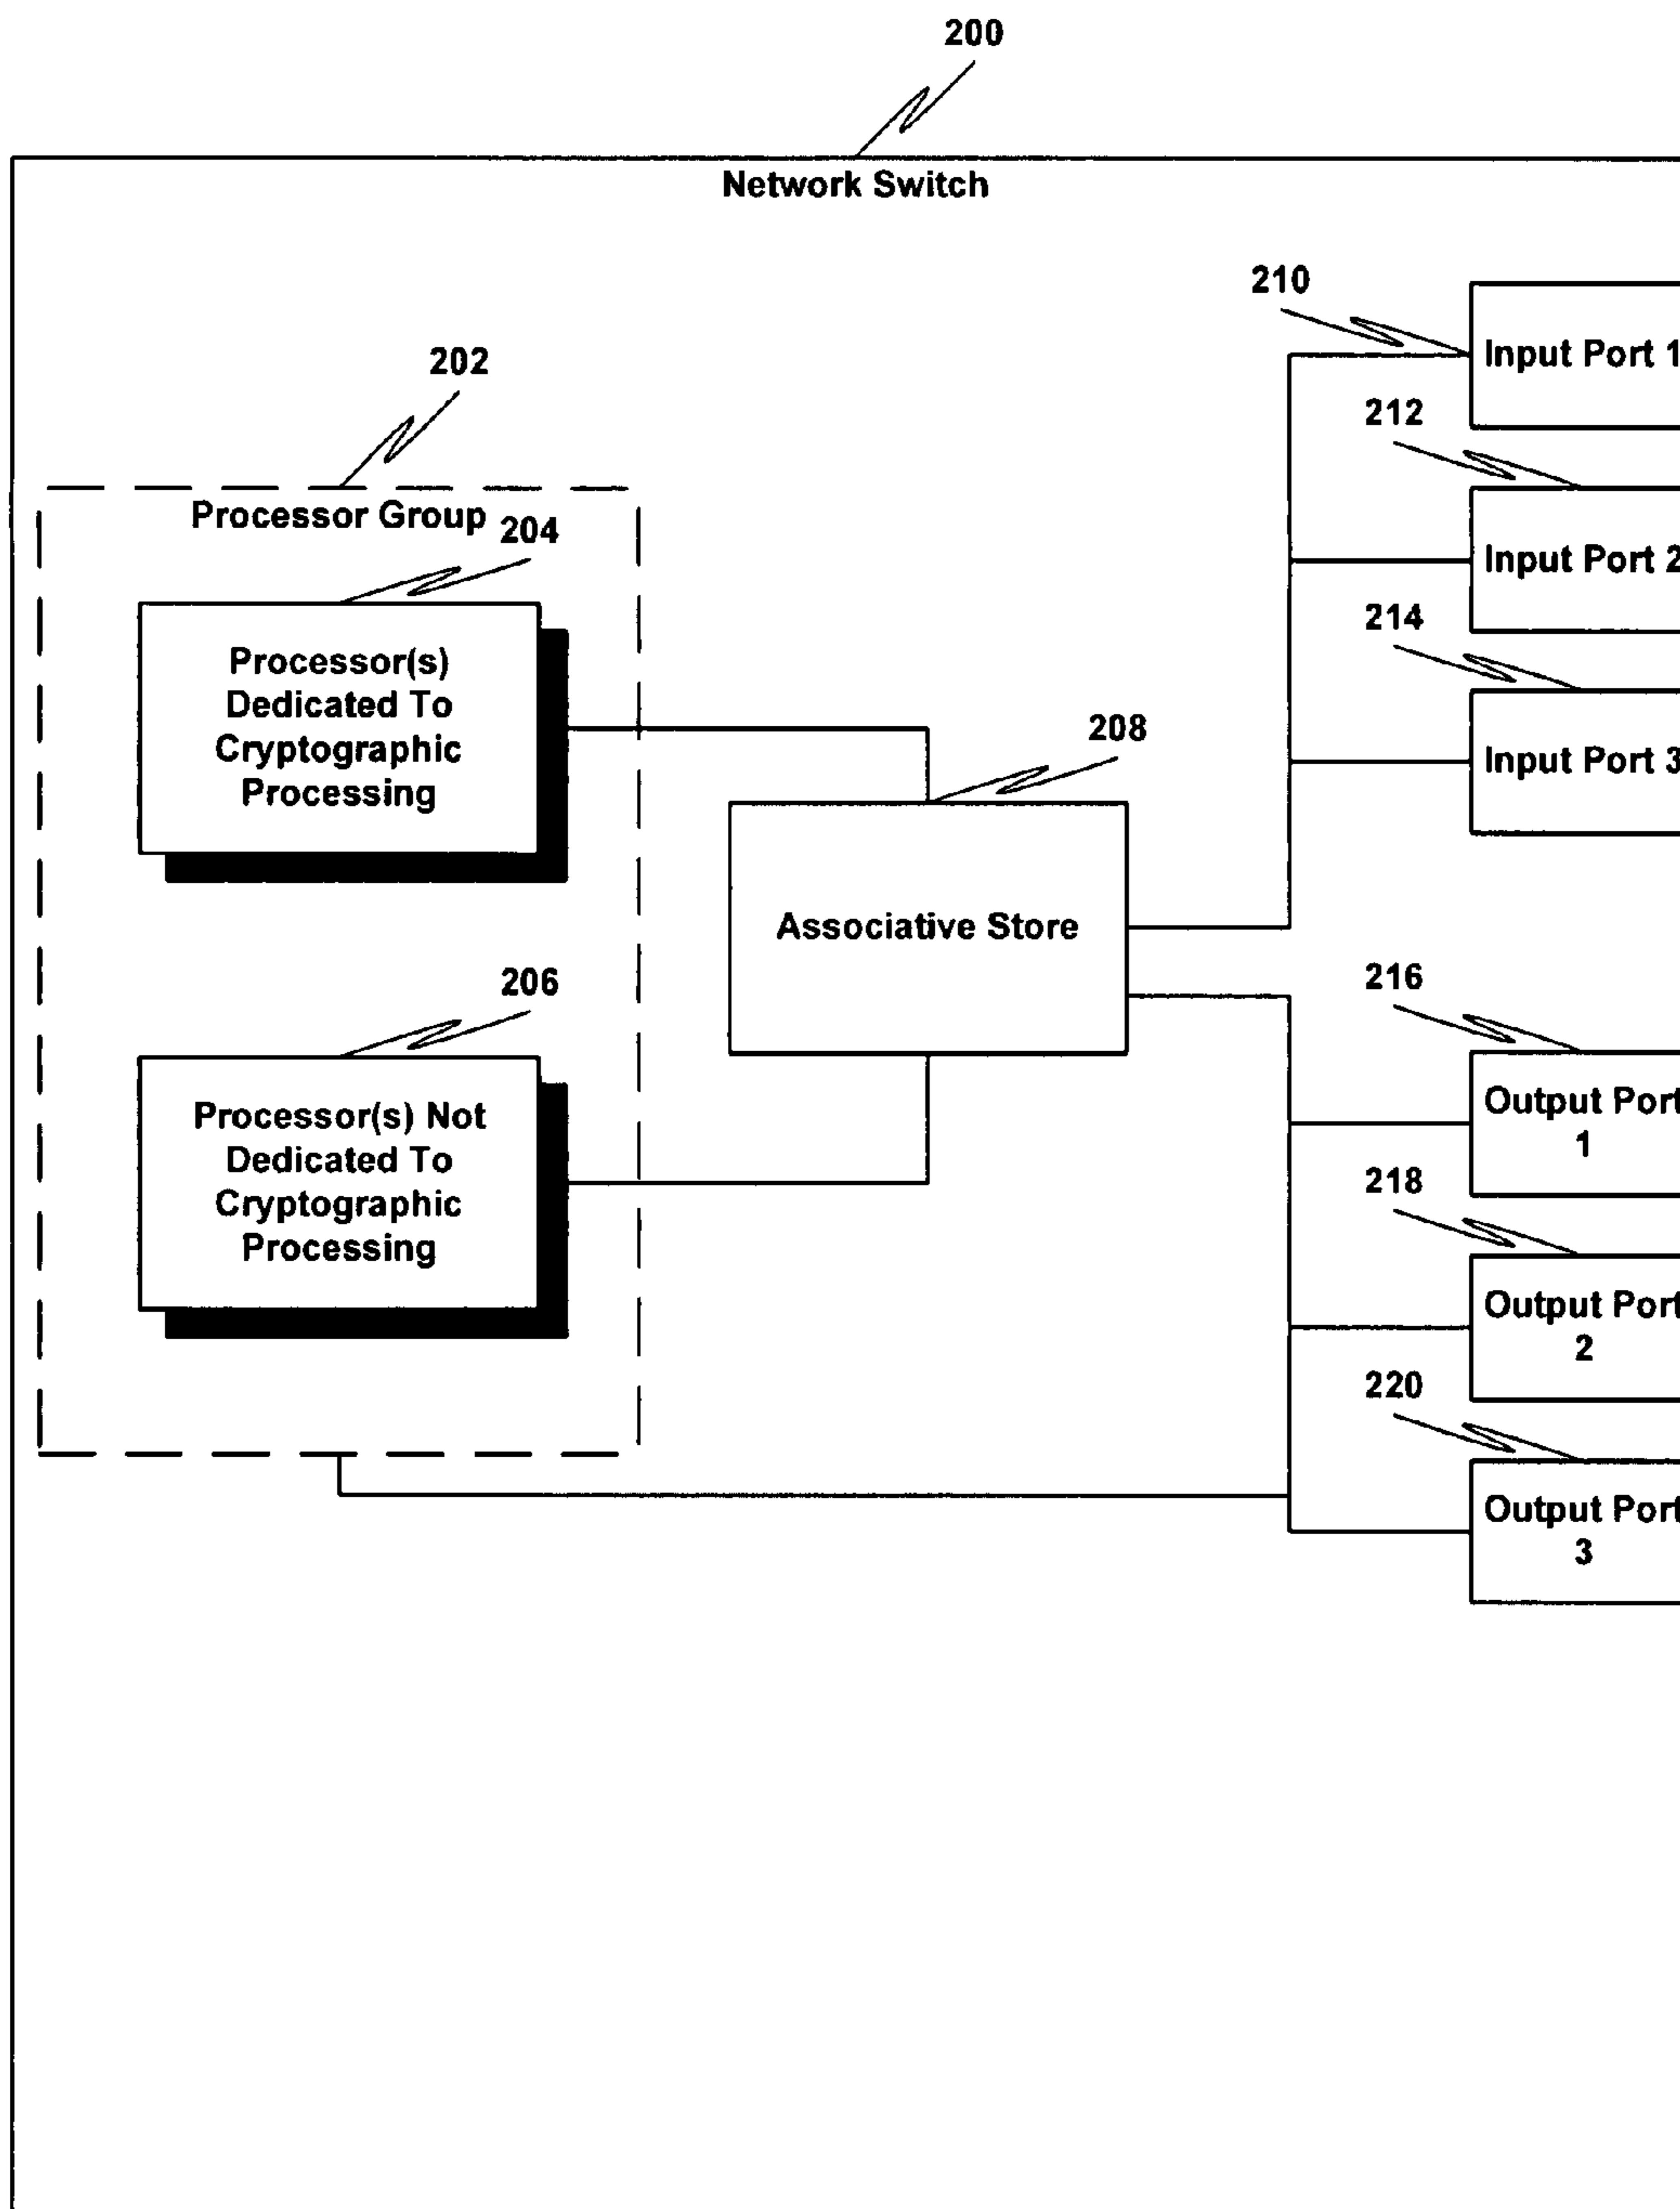 200
Network Switch
210
Input Port 1
202
212
Processor Group
204
Input Port 2
214
Processor(s)
Dedicated To
Cryptographic
Processing
208
Input Port 3
Associative Store
206
216
Processor(s) Not
Dedicated To
Cryptographic
Processing
Output Port
1
218
Output Port
2
220
Output Port
3